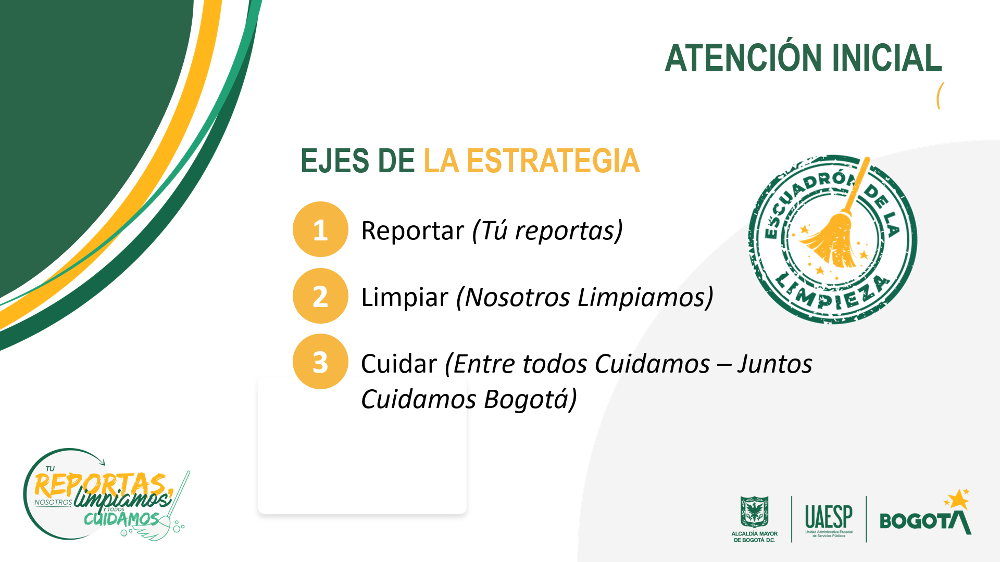 ATENCIÓN INICIAL
(
EJES DE LA ESTRATEGIA
ESCUADRÓN DE LA
LIMPIEZA
1 Reportar (Tú reportas)
2 Limpiar (Nosotros Limpiamos)
3 Cuidar (Entre todos Cuidamos – Juntos
Cuidamos Bogotá)
TU
REPORTAS,
NOSOTROS limpiamos
Y TODOS
CUIDAMOS
ALCALDÍA MAYOR
DE BOGOTÁ D.C.
UAESP
Unidad Administrativa Especial
de Servicios Públicos
BOGOTÁ